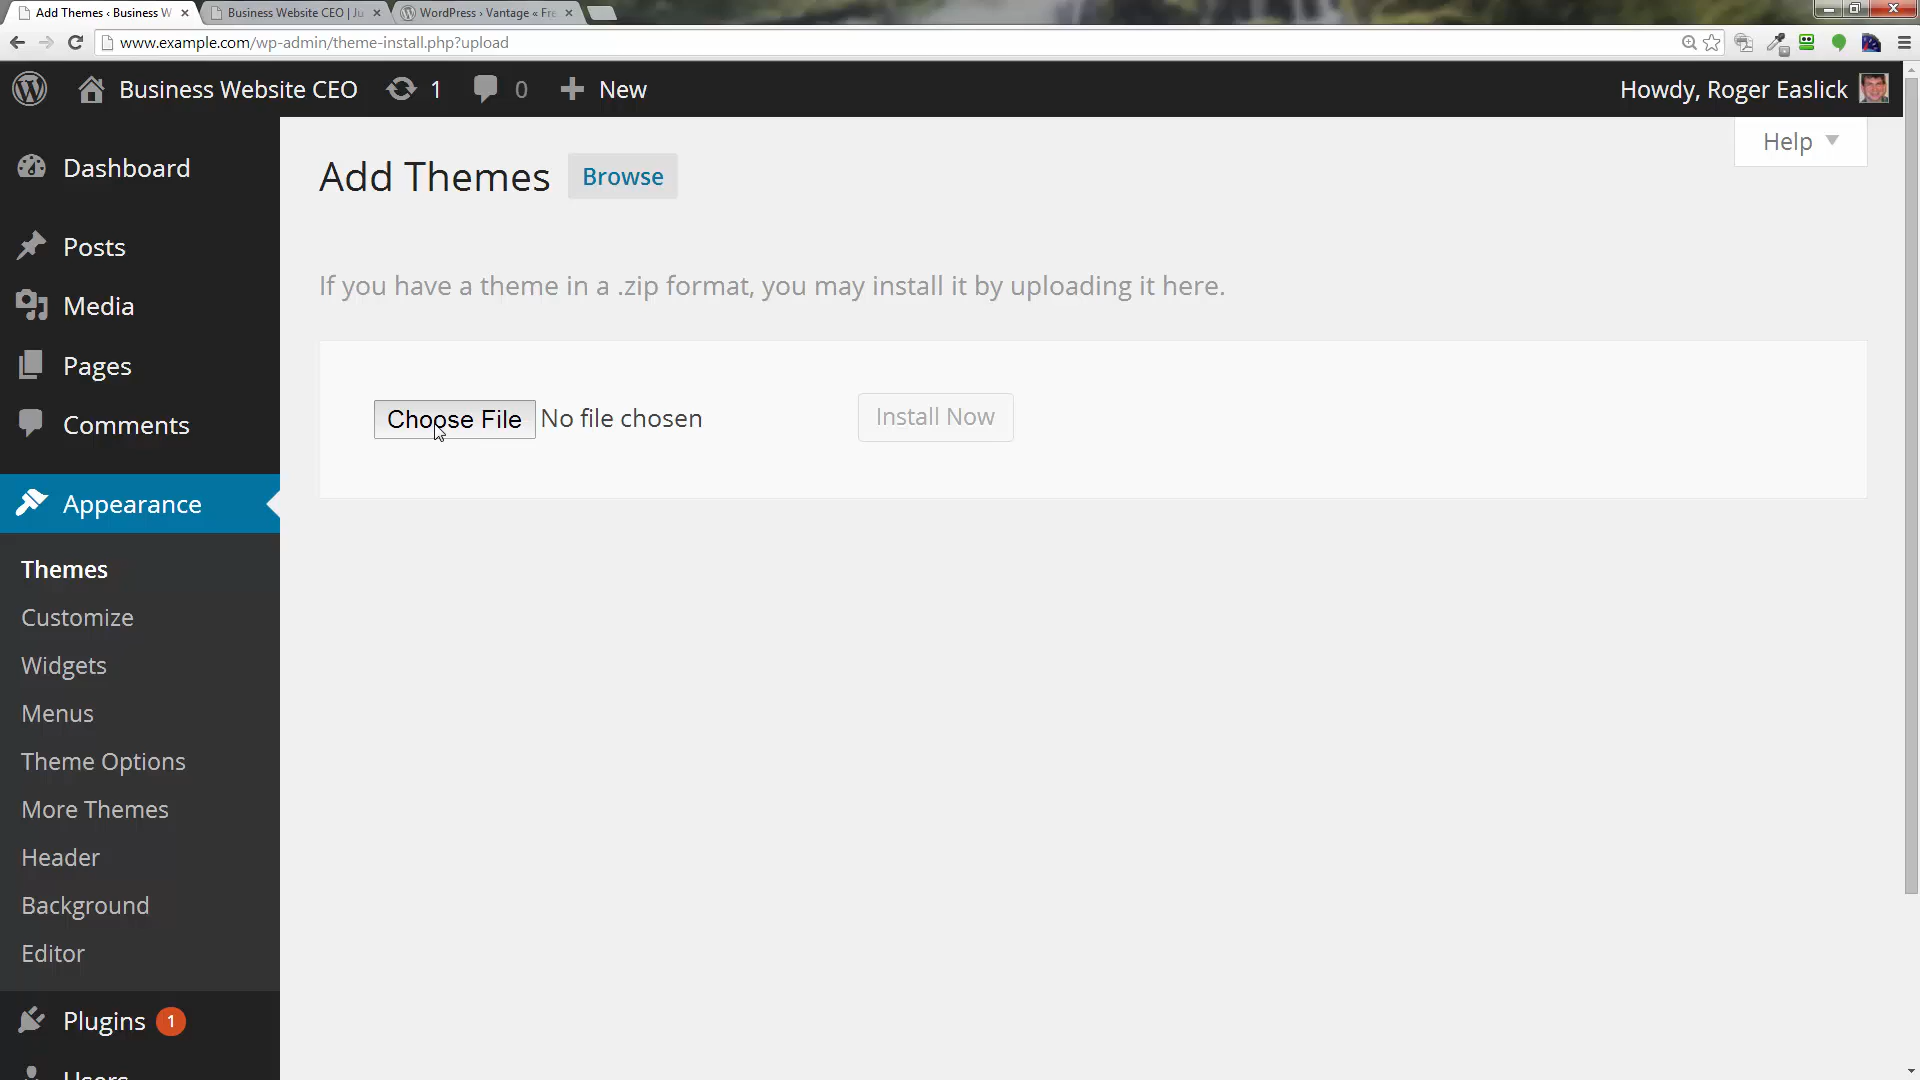 Add Themes ‹ Business W
Business Website CEO | Ju
WordPress › Vantage « Fre
www.example.com/wp-admin/theme-install.php?upload
Business Website CEO
1
0
New
Howdy, Roger Easlick
Help
Dashboard
Posts
Media
Pages
Comments
Appearance
Themes
Customize
Widgets
Menus
Theme Options
More Themes
Header
Background
Editor
Plugins 1
Users
Add Themes
Browse
If you have a theme in a .zip format, you may install it by uploading it here.
Choose File No file chosen
Install Now